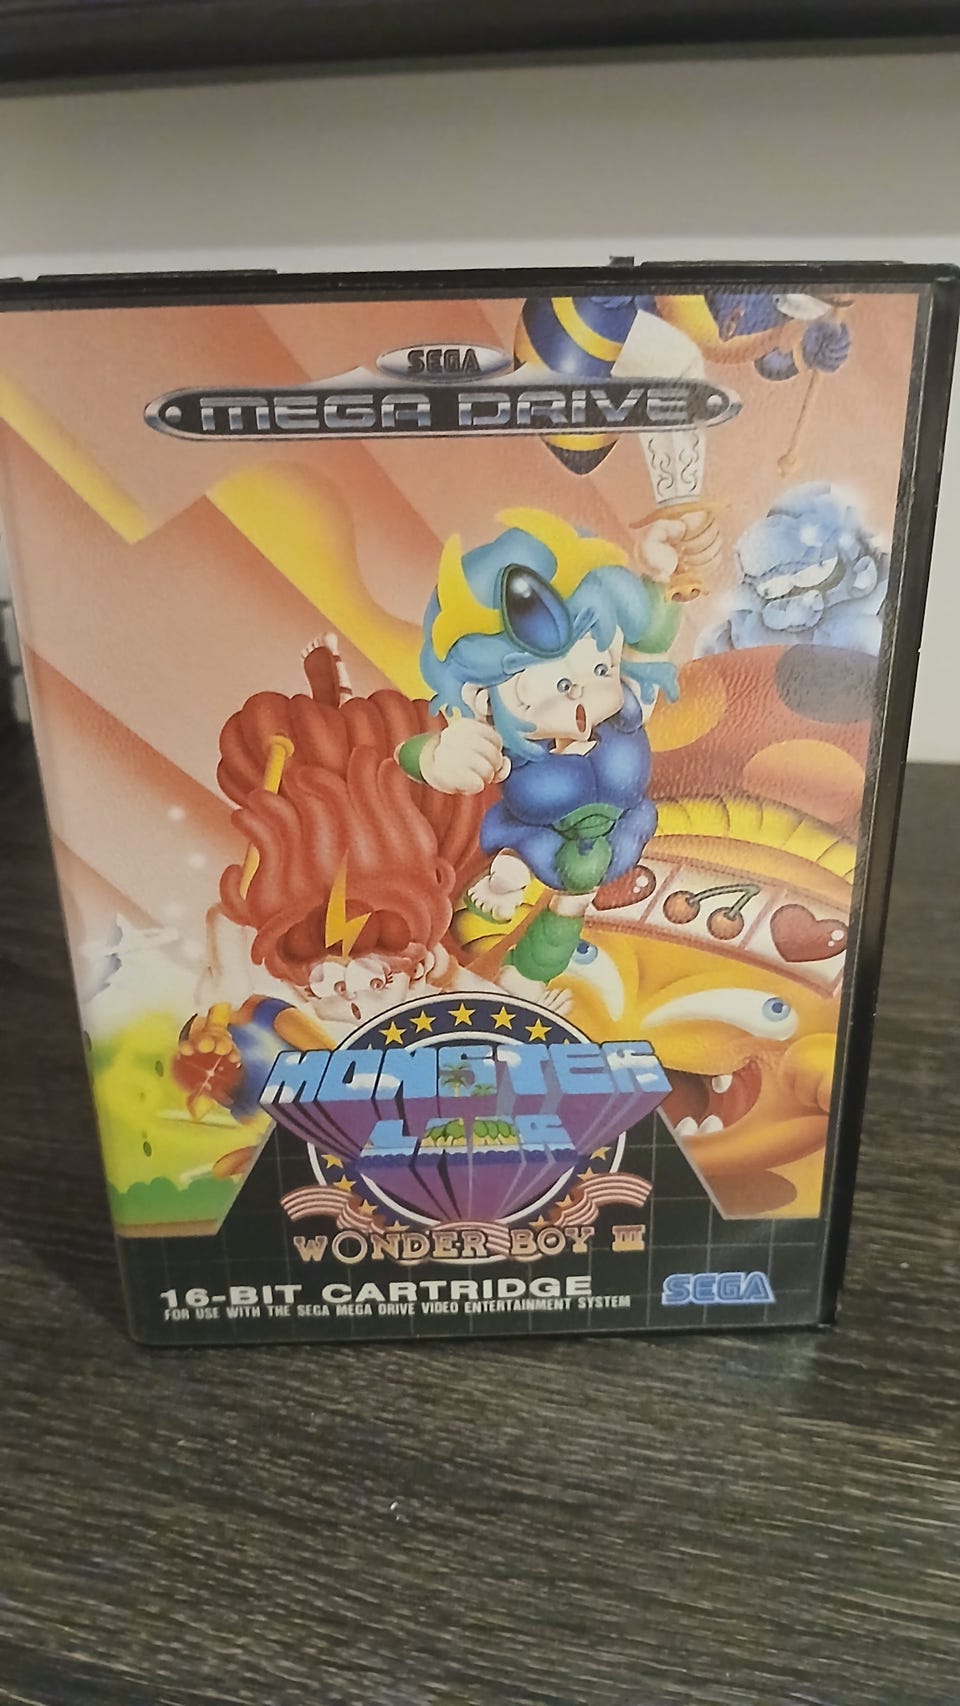 SEGA
MEGA DRIVE
MONSTER
LAIR
WONDER BOY III
16-BIT CARTRIDGE
FOR USE WITH THE SEGA MEGA DRIVE VIDEO ENTERTAINMENT SYSTEM
SEGA